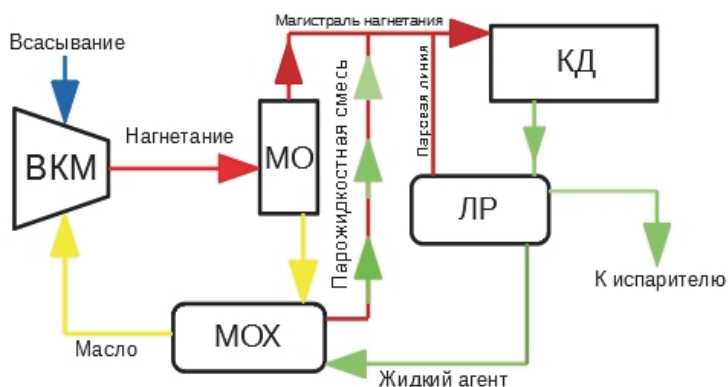 Магистраль нагнетания
Всасывание
КД
Нагнетание
МО
ВКМ
Парожидкостная смесь
Паровая линия
ЛР
К испарителю
МОХ
Масло
Жидкий агент